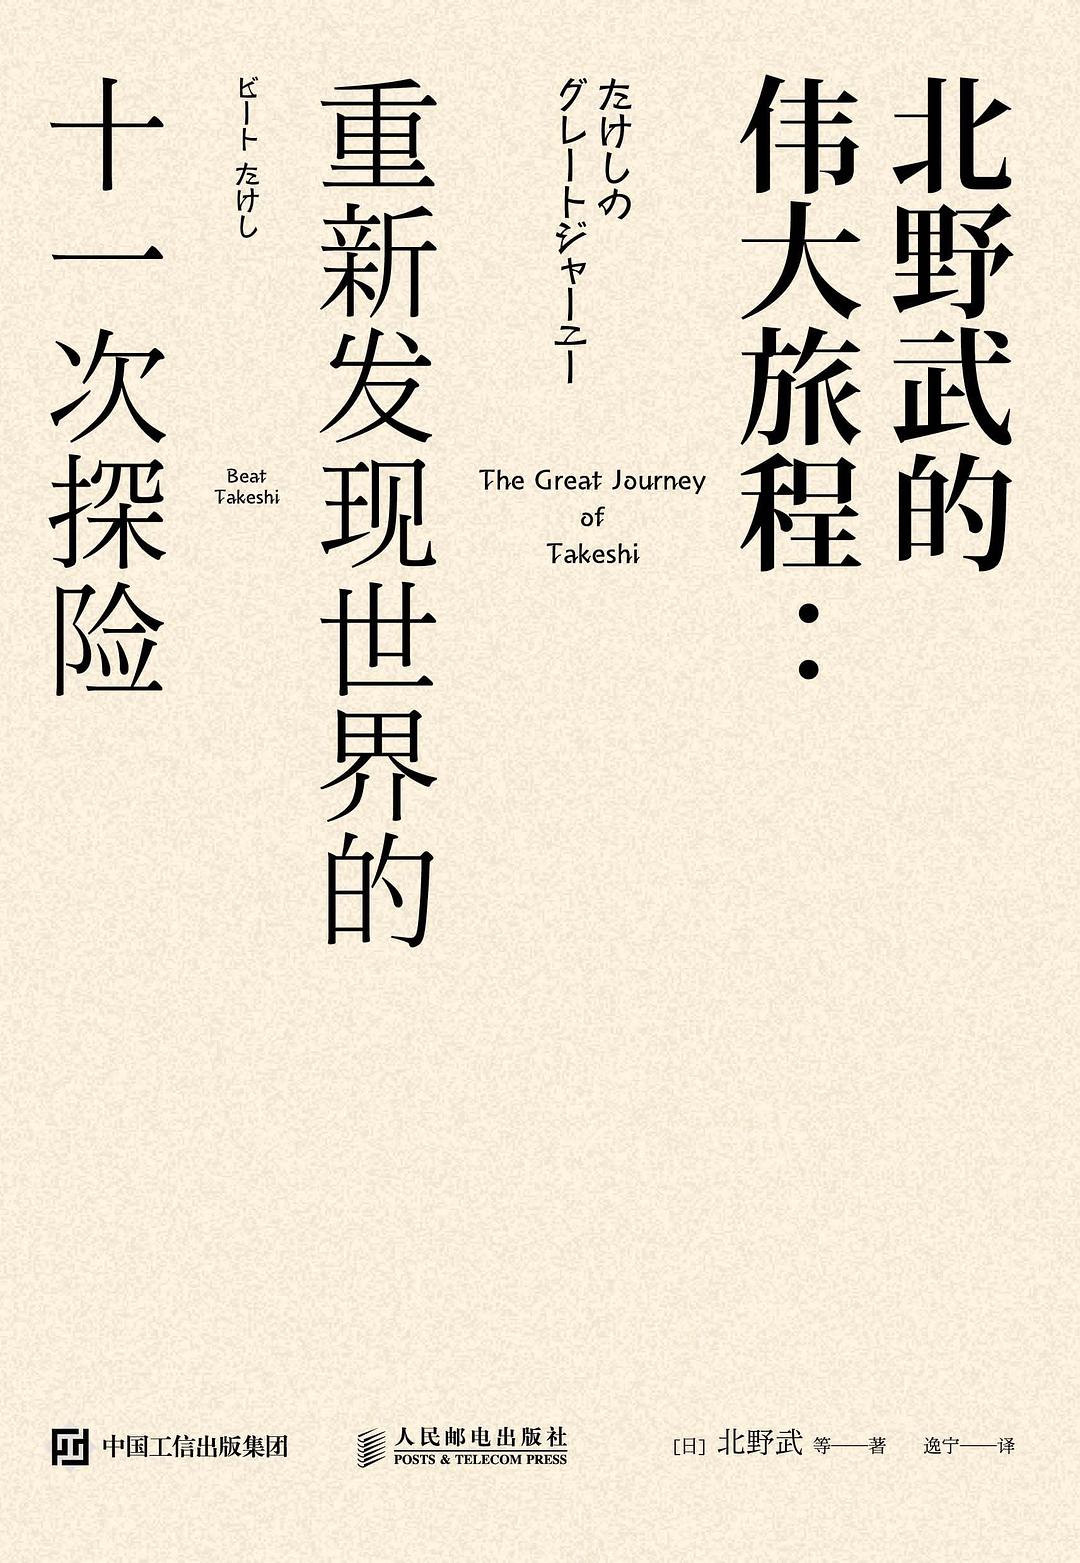 北野武的
伟大旅程：
たけしの
グレートジャーニー
The Great Journey
of
Takeshi
重新发现世界的
ビート たけし
Beat
Takeshi
十一次探险
中国工信出版集团
人民邮电出版社
POSTS & TELECOM PRESS
[日] 北野武 等——著 逸宁——译